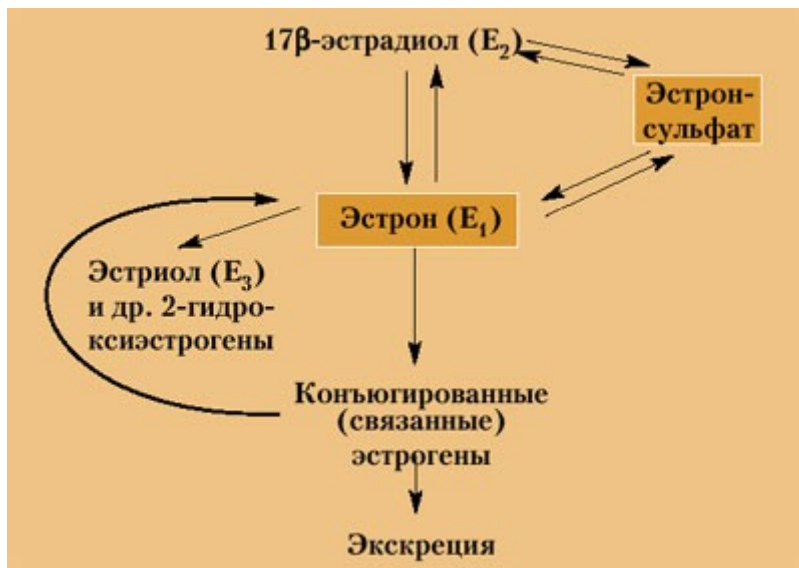 17β-эстрадиол (E₂)
Эстрон-
сульфат
Эстрон (E₁)
Эстриол (E₃)
и др. 2-гидро-
ксиэстрогены
Конъюгированные
(связанные)
эстрогены
Экскреция